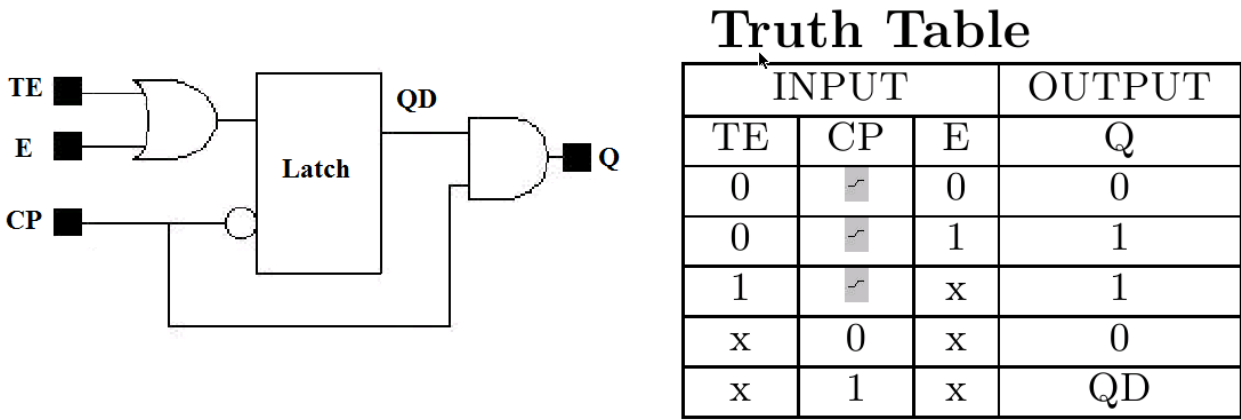 TE
E
CP
Latch
QD
Q
Truth Table
INPUT OUTPUT
TE CP E Q
0 0 0
0 1 1
1 x 1
x 0 x 0
x 1 x QD